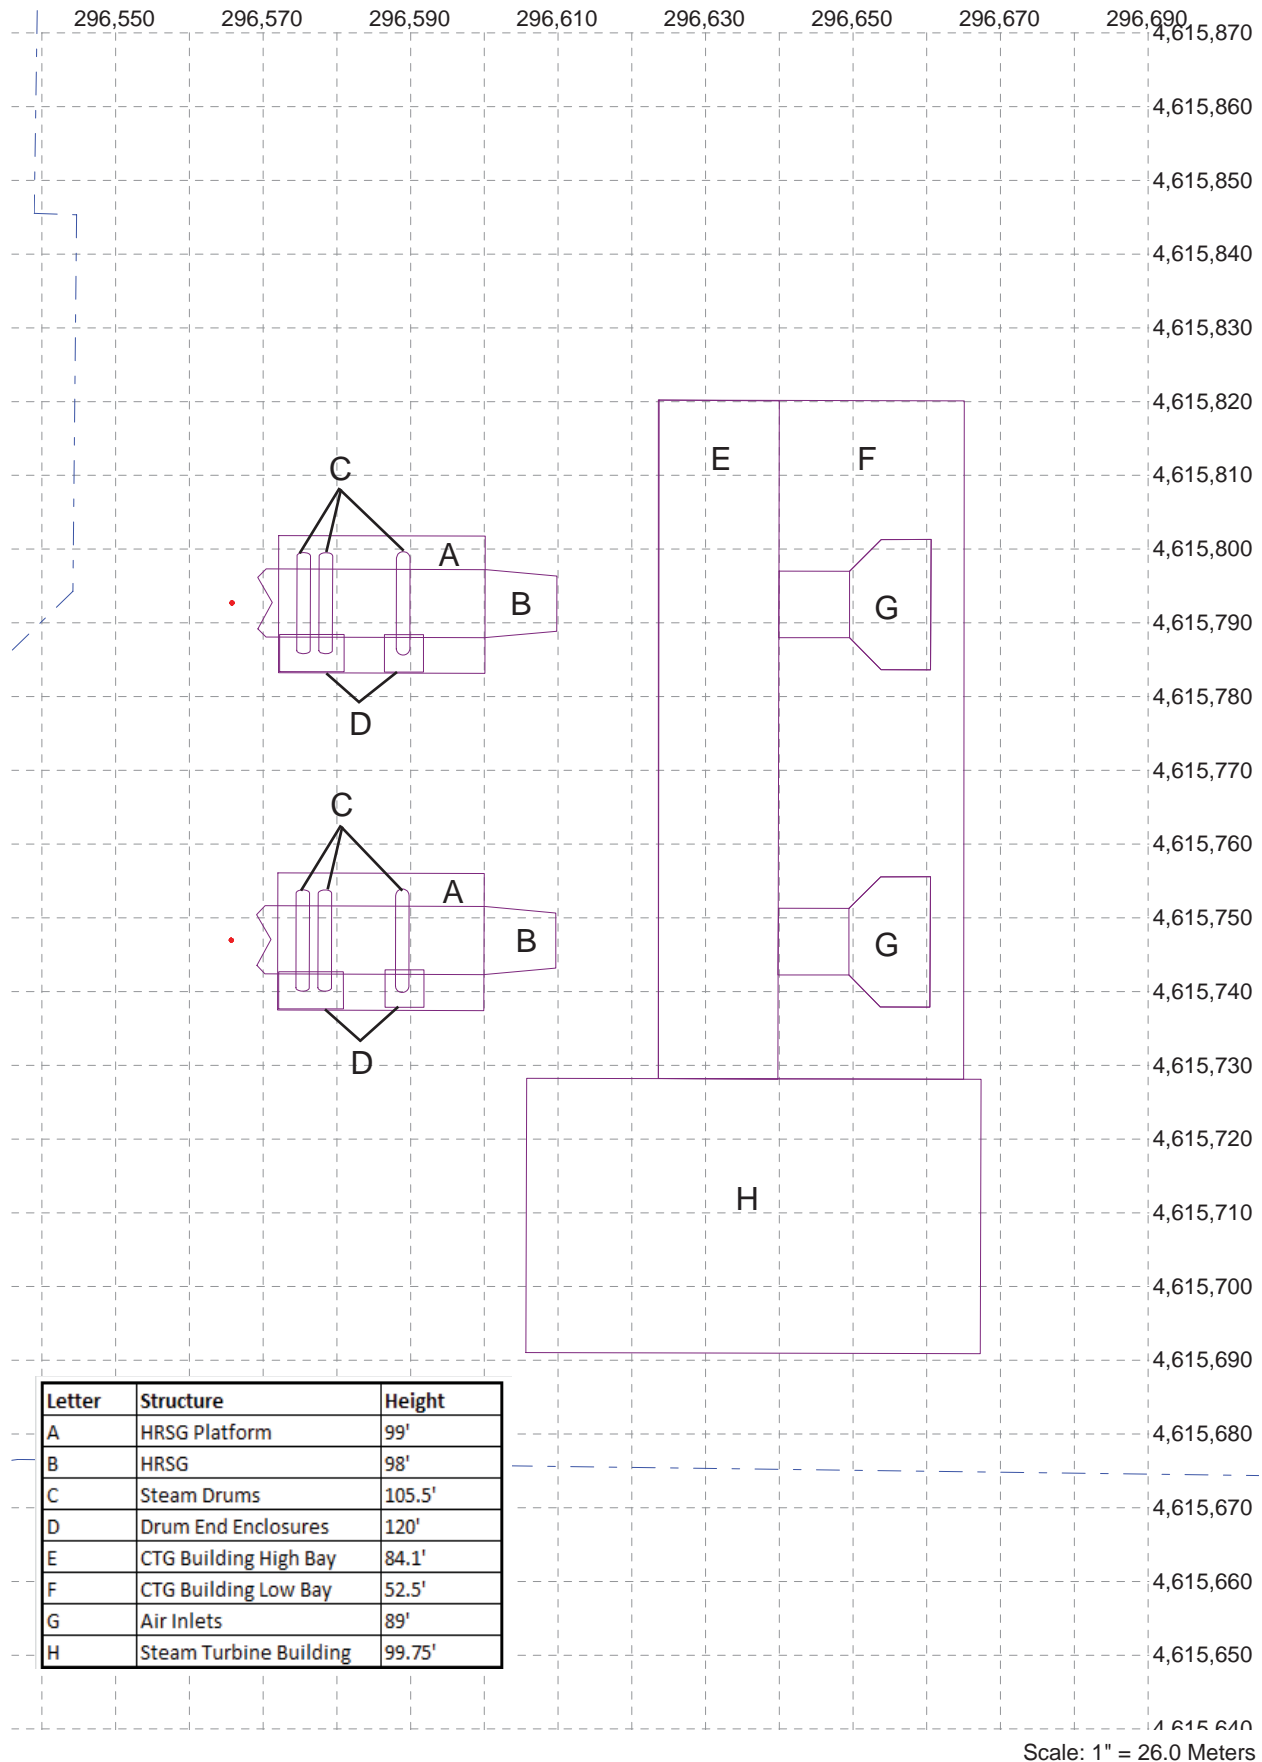 296,550 296,570 296,590 296,610 296,630 296,650 296,670 296,690
4,615,870
4,615,860
4,615,850
4,615,840
4,615,830
4,615,820
E F
4,615,810
C
4,615,800
A
B G
4,615,790
4,615,780
D
4,615,770
C
4,615,760
A
4,615,750
B G
4,615,740
D
4,615,730
4,615,720
H
4,615,710
4,615,700
4,615,690
Letter Structure Height
A HRSG Platform 99'
B HRSG 98'
C Steam Drums 105.5'
D Drum End Enclosures 120'
E CTG Building High Bay 84.1'
F CTG Building Low Bay 52.5'
G Air Inlets 89'
H Steam Turbine Building 99.75'
4,615,680
4,615,670
4,615,660
4,615,650
4,615,640
Scale: 1" = 26.0 Meters